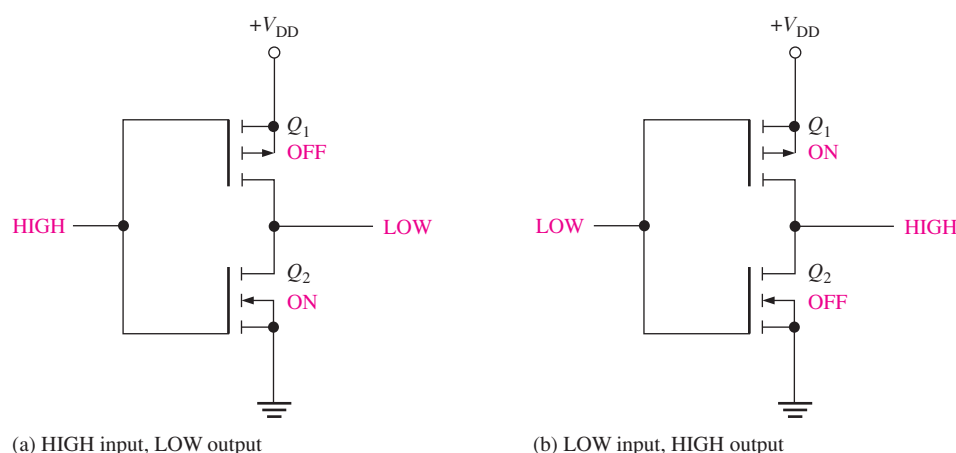 +V_DD
Q_1
OFF
HIGH
LOW
Q_2
ON
(a) HIGH input, LOW output
+V_DD
Q_1
ON
LOW
HIGH
Q_2
OFF
(b) LOW input, HIGH output